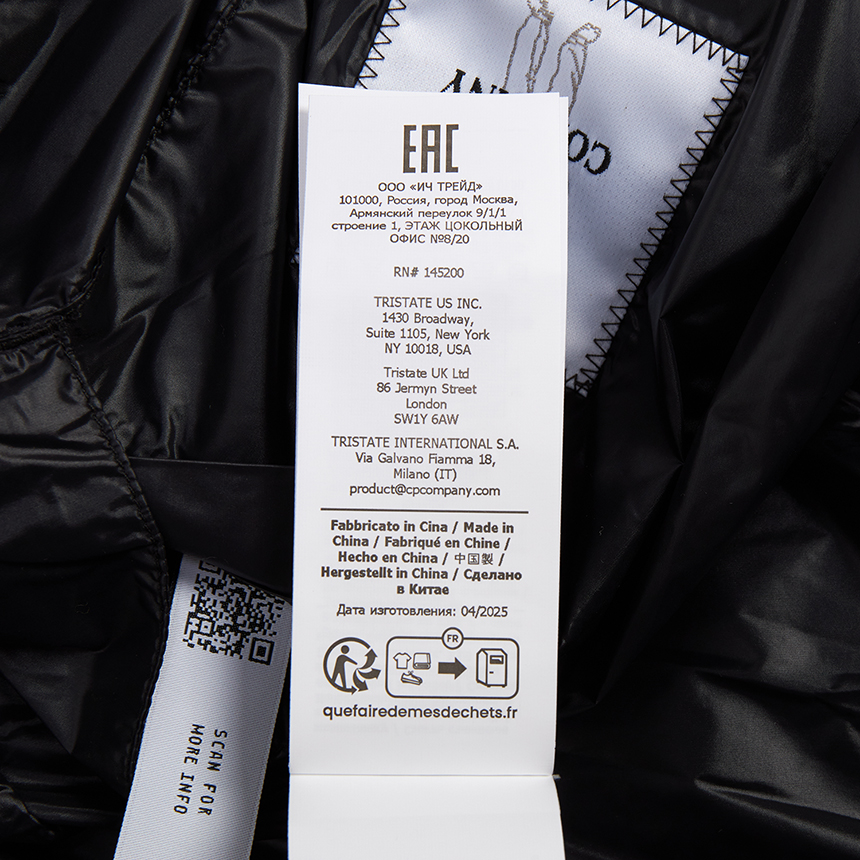 EAC
ООО «ИЧ ТРЕЙД»
101000, Россия, город Москва,
Армянский переулок 9/1/1
строение 1, ЭТАЖ ЦОКОЛЬНЫЙ
ОФИС №8/20
RN# 145200
TRISTATE US INC.
1430 Broadway,
Suite 1105, New York
NY 10018, USA
Tristate UK Ltd
86 Jermyn Street
London
SW1Y 6AW
TRISTATE INTERNATIONAL S.A.
Via Galvano Fiamma 18,
Milano (IT)
product@cpcompany.com
Fabbricato in Cina / Made in
China / Fabriqué en Chine /
Hecho en China / 中国製 /
Hergestellt in China / Сделано
в Китае
Дата изготовления: 04/2025
FR
quefairedemesdechets.fr
SCAN FOR
MORE INFO